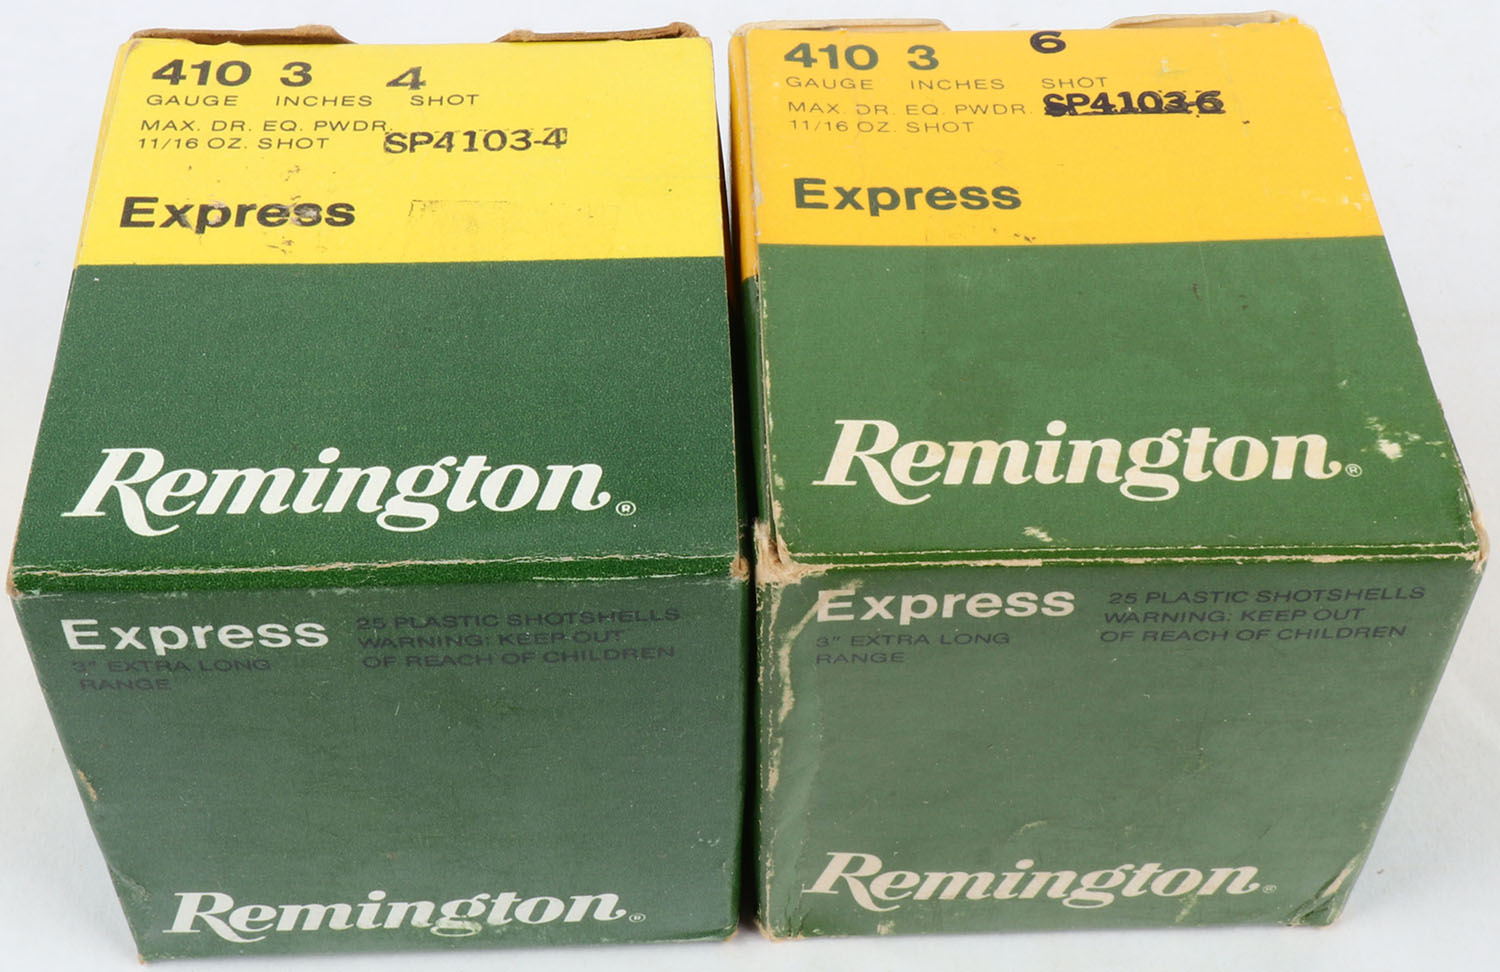 410 3 4
GAUGE INCHES SHOT
MAX. DR. EQ. PWDR.
11/16 OZ. SHOT
SP4103-4
Express
Remington®
Express
3" EXTRA LONG
RANGE
25 PLASTIC SHOTSHELLS
WARNING: KEEP OUT
OF REACH OF CHILDREN
Remington®
410 3 6
GAUGE INCHES SHOT
MAX. DR. EQ. PWDR.
11/16 OZ. SHOT
SP4103-6
Express
Remington®
Express
3" EXTRA LONG
RANGE
25 PLASTIC SHOTSHELLS
WARNING: KEEP OUT
OF REACH OF CHILDREN
Remington®